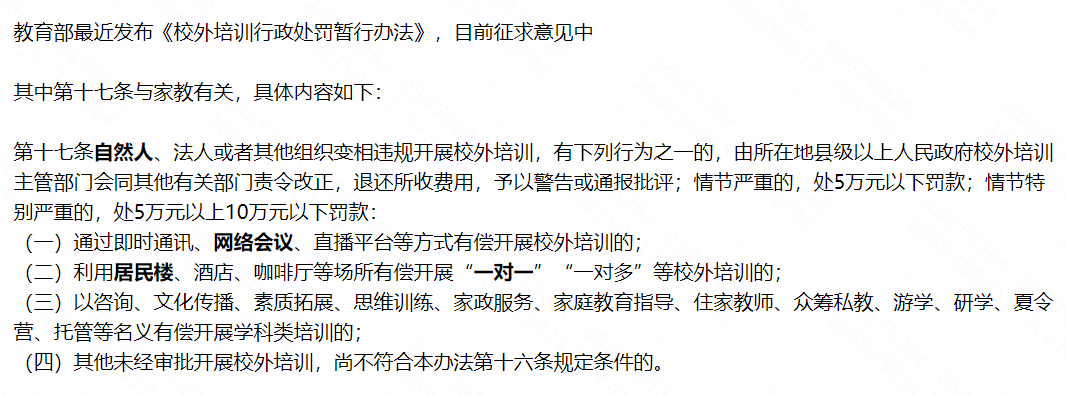 教育部最近发布《校外培训行政处罚暂行办法》，目前征求意见中
其中第十七条与家教有关，具体内容如下：
第十七条自然人、法人或者其他组织变相违规开展校外培训，有下列行为之一的，由所在地县级以上人民政府校外培训
主管部门会同其他有关部门责令改正，退还所收费用，予以警告或通报批评；情节严重的，处5万元以下罚款；情节特
别严重的，处5万元以上10万元以下罚款：
（一）通过即时通讯、网络会议、直播平台等方式有偿开展校外培训的；
（二）利用居民楼、酒店、咖啡厅等场所有偿开展“一对一”“一对多”等校外培训的；
（三）以咨询、文化传播、素质拓展、思维训练、家政服务、家庭教育指导、住家教师、众筹私教、游学、研学、夏令
营、托管等名义有偿开展学科类培训的；
（四）其他未经审批开展校外培训，尚不符合本办法第十六条规定条件的。